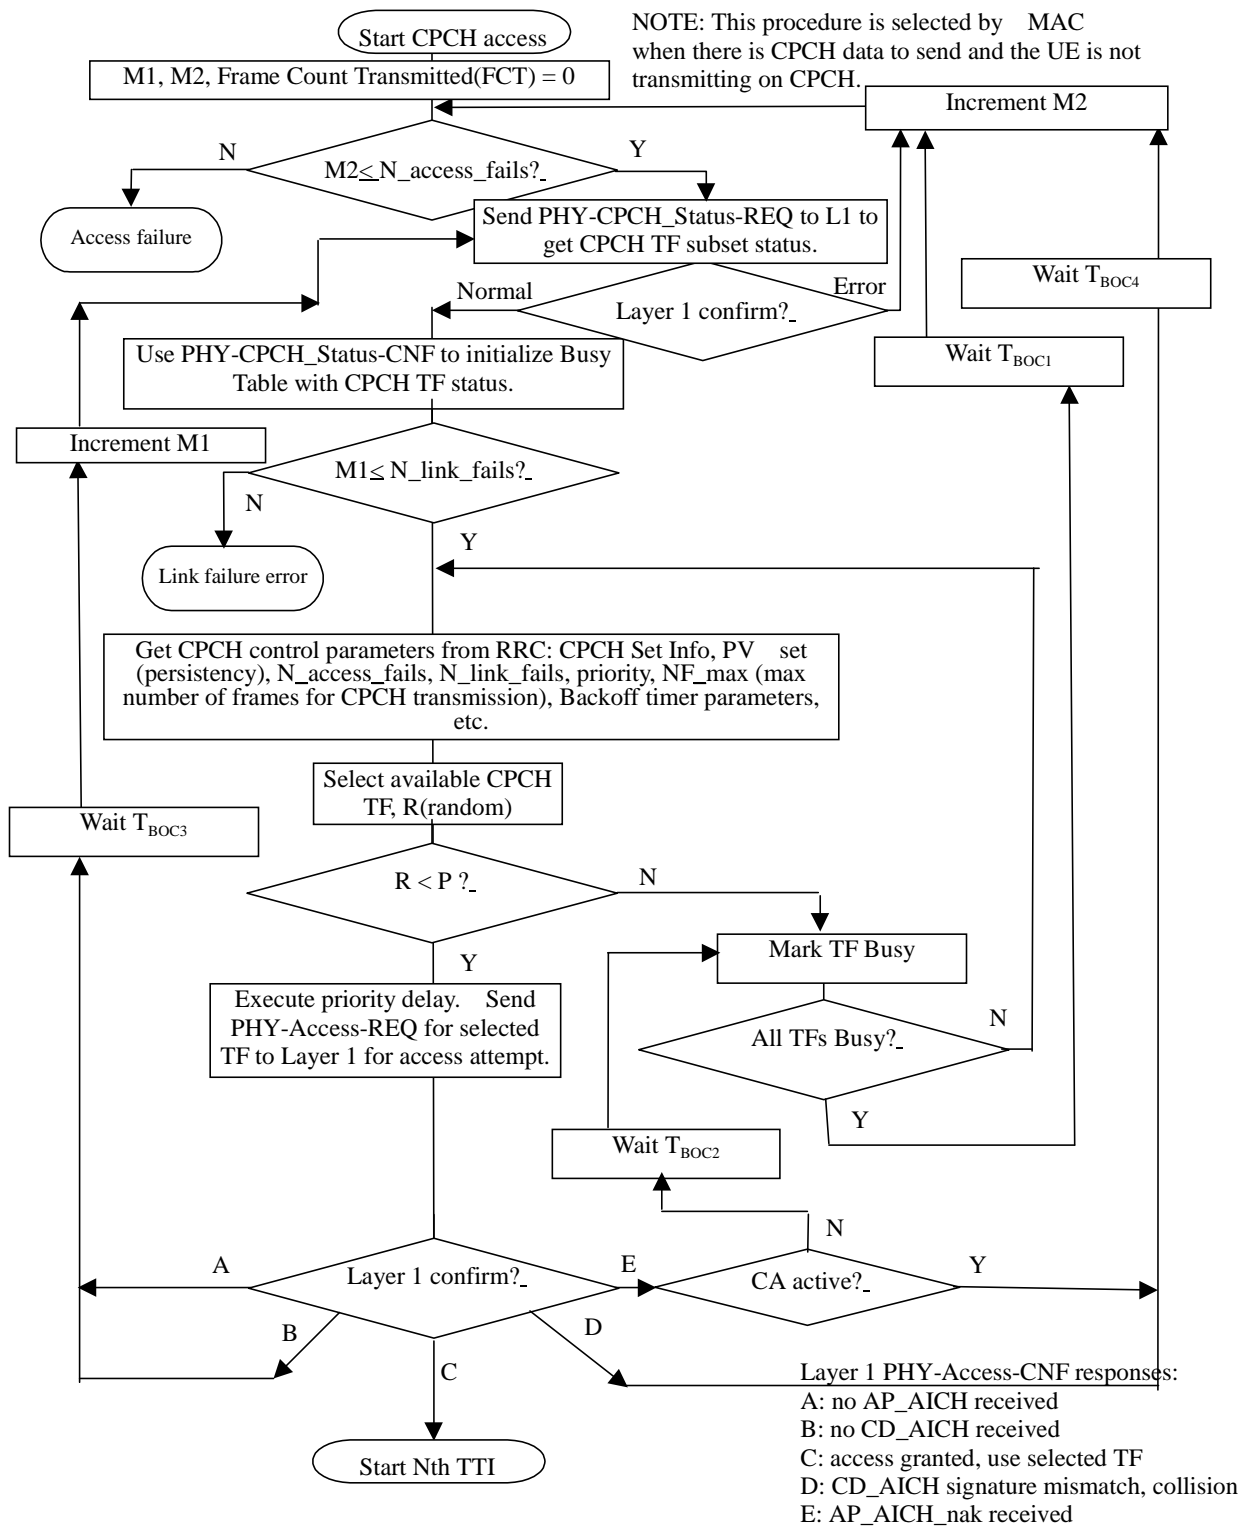 Start CPCH access
NOTE: This procedure is selected by MAC
when there is CPCH data to send and the UE is not
transmitting on CPCH.
M1, M2, Frame Count Transmitted(FCT) = 0
Increment M2
N
M2≤ N_access_fails?
Y
Access failure
Send PHY-CPCH_Status-REQ to L1 to
get CPCH TF subset status.
Wait TBOC4
Normal
Layer 1 confirm?
Error
Use PHY-CPCH_Status-CNF to initialize Busy
Table with CPCH TF status.
Wait TBOC1
Increment M1
M1≤ N_link_fails?
N
Y
Link failure error
Get CPCH control parameters from RRC: CPCH Set Info, PV set
(persistency), N_access_fails, N_link_fails, priority, NF_max (max
number of frames for CPCH transmission), Backoff timer parameters,
etc.
Select available CPCH
TF, R(random)
Wait TBOC3
R < P ?
N
Mark TF Busy
Y
Execute priority delay. Send
PHY-Access-REQ for selected
TF to Layer 1 for access attempt.
All TFs Busy?
N
Y
Wait TBOC2
N
A
Layer 1 confirm?
E
CA active?
Y
B
D
C
Start Nth TTI
Layer 1 PHY-Access-CNF responses:
A: no AP_AICH received
B: no CD_AICH received
C: access granted, use selected TF
D: CD_AICH signature mismatch, collision
E: AP_AICH_nak received